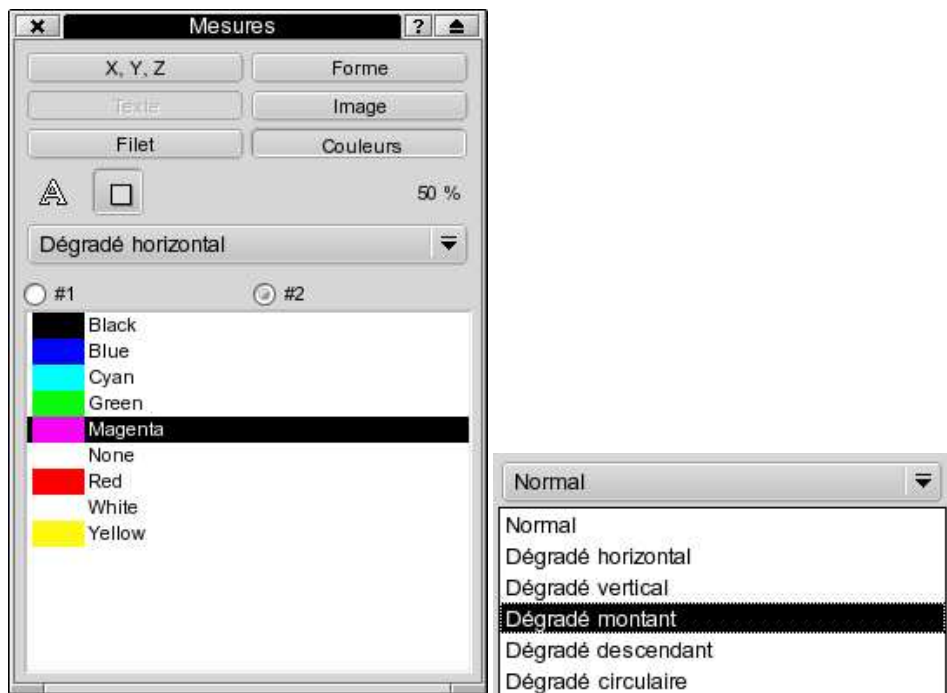 Mesures ?
X, Y, Z Forme
Texte Image
Filet Couleurs
A 50 %
Dégradé horizontal
#1 #2
Black
Blue
Cyan
Green
Magenta
None
Red
White
Yellow
Normal
Normal
Dégradé horizontal
Dégradé vertical
Dégradé montant
Dégradé descendant
Dégradé circulaire